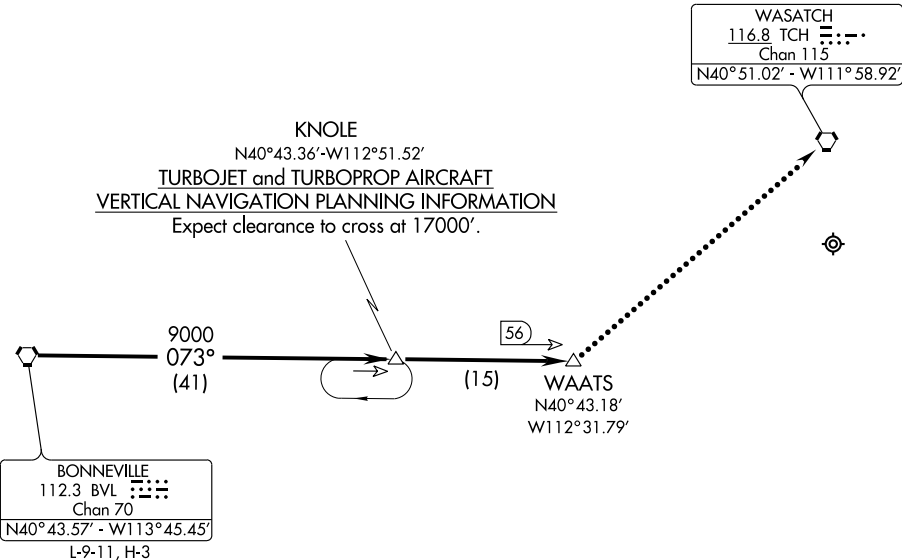 WASATCH
116.8 TCH
Chan 115
N40°51.02' - W111°58.92'
KNOLE
N40°43.36'-W112°51.52'
TURBOJET and TURBOPROP AIRCRAFT
VERTICAL NAVIGATION PLANNING INFORMATION
Expect clearance to cross at 17000'.
9000
073°
(41)
56
(15)
WAATS
N40°43.18'
W112°31.79'
BONNEVILLE
112.3 BVL
Chan 70
N40°43.57' - W113°45.45'
L-9-11, H-3